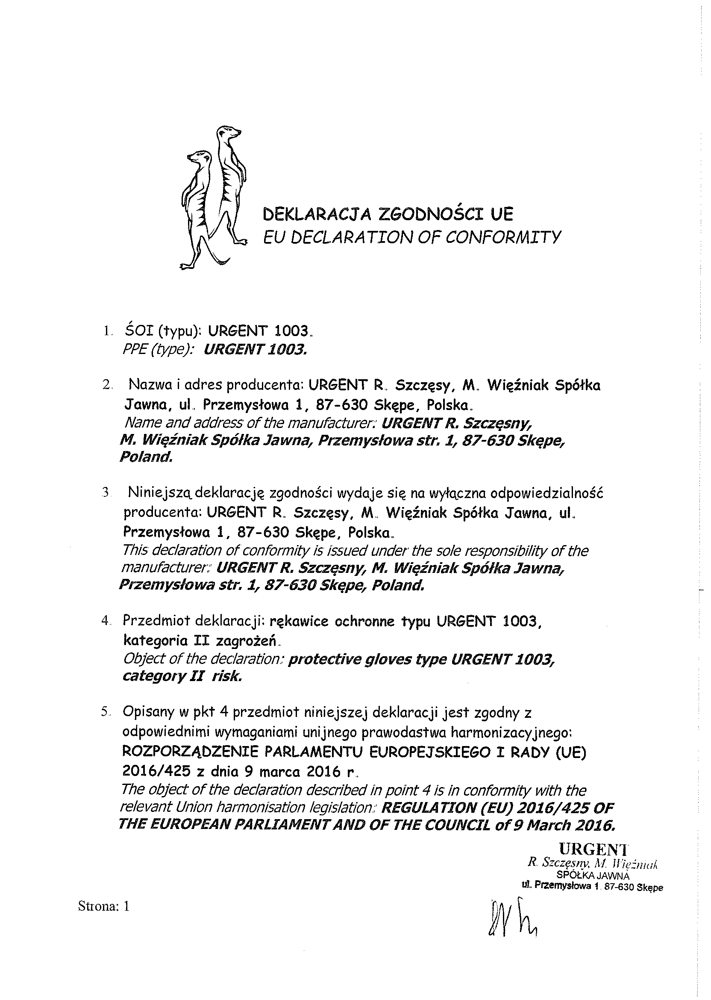 DEKLARACJA ZGODNOŚCI UE
EU DECLARATION OF CONFORMITY
1. ŚOI (typu): URGENT 1003.
PPE (type): URGENT 1003.
2. Nazwa i adres producenta: URGENT R. Szczęsy, M. Więźniak Spółka
Jawna, ul. Przemysłowa 1, 87-630 Skępe, Polska.
Name and address of the manufacturer: URGENT R. Szczęsny,
M. Więźniak Spółka Jawna, Przemysłowa str. 1, 87-630 Skępe,
Poland.
3. Niniejszą deklarację zgodności wydaje się na wyłączna odpowiedzialność
producenta: URGENT R. Szczęsy, M. Więźniak Spółka Jawna, ul.
Przemysłowa 1, 87-630 Skępe, Polska.
This declaration of conformity is issued under the sole responsibility of the
manufacturer: URGENT R. Szczęsny, M. Więźniak Spółka Jawna,
Przemysłowa str. 1, 87-630 Skępe, Poland.
4. Przedmiot deklaracji: rękawice ochronne typu URGENT 1003,
kategoria II zagrożeń.
Object of the declaration: protective gloves type URGENT 1003,
category II risk.
5. Opisany w pkt 4 przedmiot niniejszej deklaracji jest zgodny z
odpowiednimi wymaganiami unijnego prawodastwa harmonizacyjnego:
ROZPORZĄDZENIE PARLAMENTU EUROPEJSKIEGO I RADY (UE)
2016/425 z dnia 9 marca 2016 r.
The object of the declaration described in point 4 is in conformity with the
relevant Union harmonisation legislation: REGULATION (EU) 2016/425 OF
THE EUROPEAN PARLIAMENT AND OF THE COUNCIL of 9 March 2016.
URGENT
R. Szczęsny, M. Więźniak
SPÓŁKA JAWNA
ul. Przemysłowa 1, 87-630 Skępe
Strona: 1